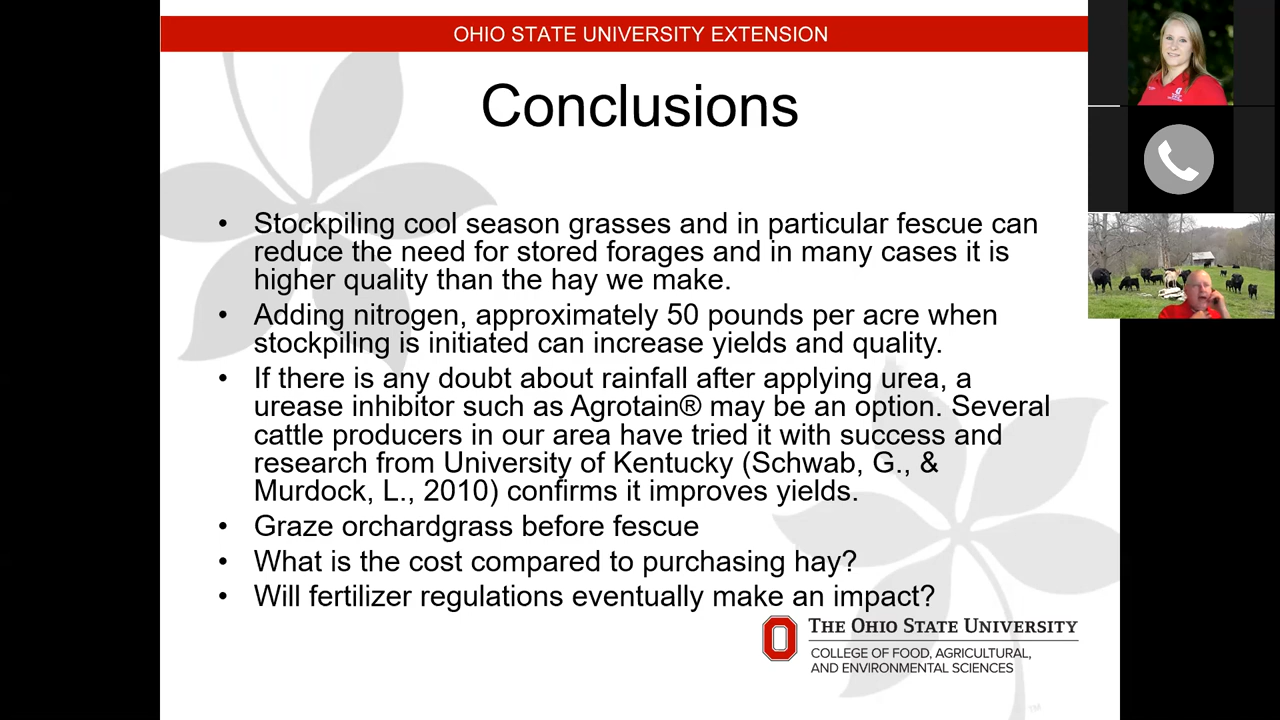 OHIO STATE UNIVERSITY EXTENSION
Conclusions
• Stockpiling cool season grasses and in particular fescue can
reduce the need for stored forages and in many cases it is
higher quality than the hay we make.
• Adding nitrogen, approximately 50 pounds per acre when
stockpiling is initiated can increase yields and quality.
• If there is any doubt about rainfall after applying urea, a
urease inhibitor such as Agrotain® may be an option. Several
cattle producers in our area have tried it with success and
research from University of Kentucky (Schwab, G., &
Murdock, L., 2010) confirms it improves yields.
• Graze orchardgrass before fescue
• What is the cost compared to purchasing hay?
• Will fertilizer regulations eventually make an impact?
THE OHIO STATE UNIVERSITY
COLLEGE OF FOOD, AGRICULTURAL,
AND ENVIRONMENTAL SCIENCES
TM